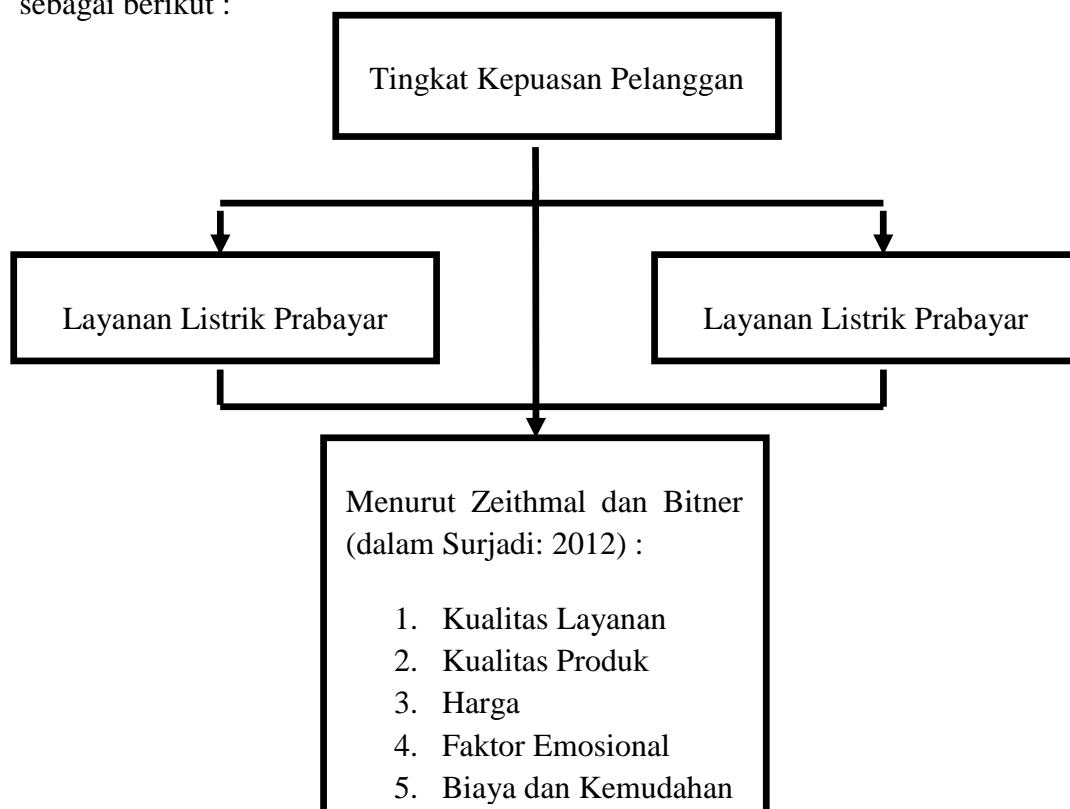 sebagai berikut :
Tingkat Kepuasan Pelanggan
Layanan Listrik Prabayar
Layanan Listrik Prabayar
Menurut Zeithmal dan Bitner
(dalam Surjadi: 2012) :
1. Kualitas Layanan
2. Kualitas Produk
3. Harga
4. Faktor Emosional
5. Biaya dan Kemudahan